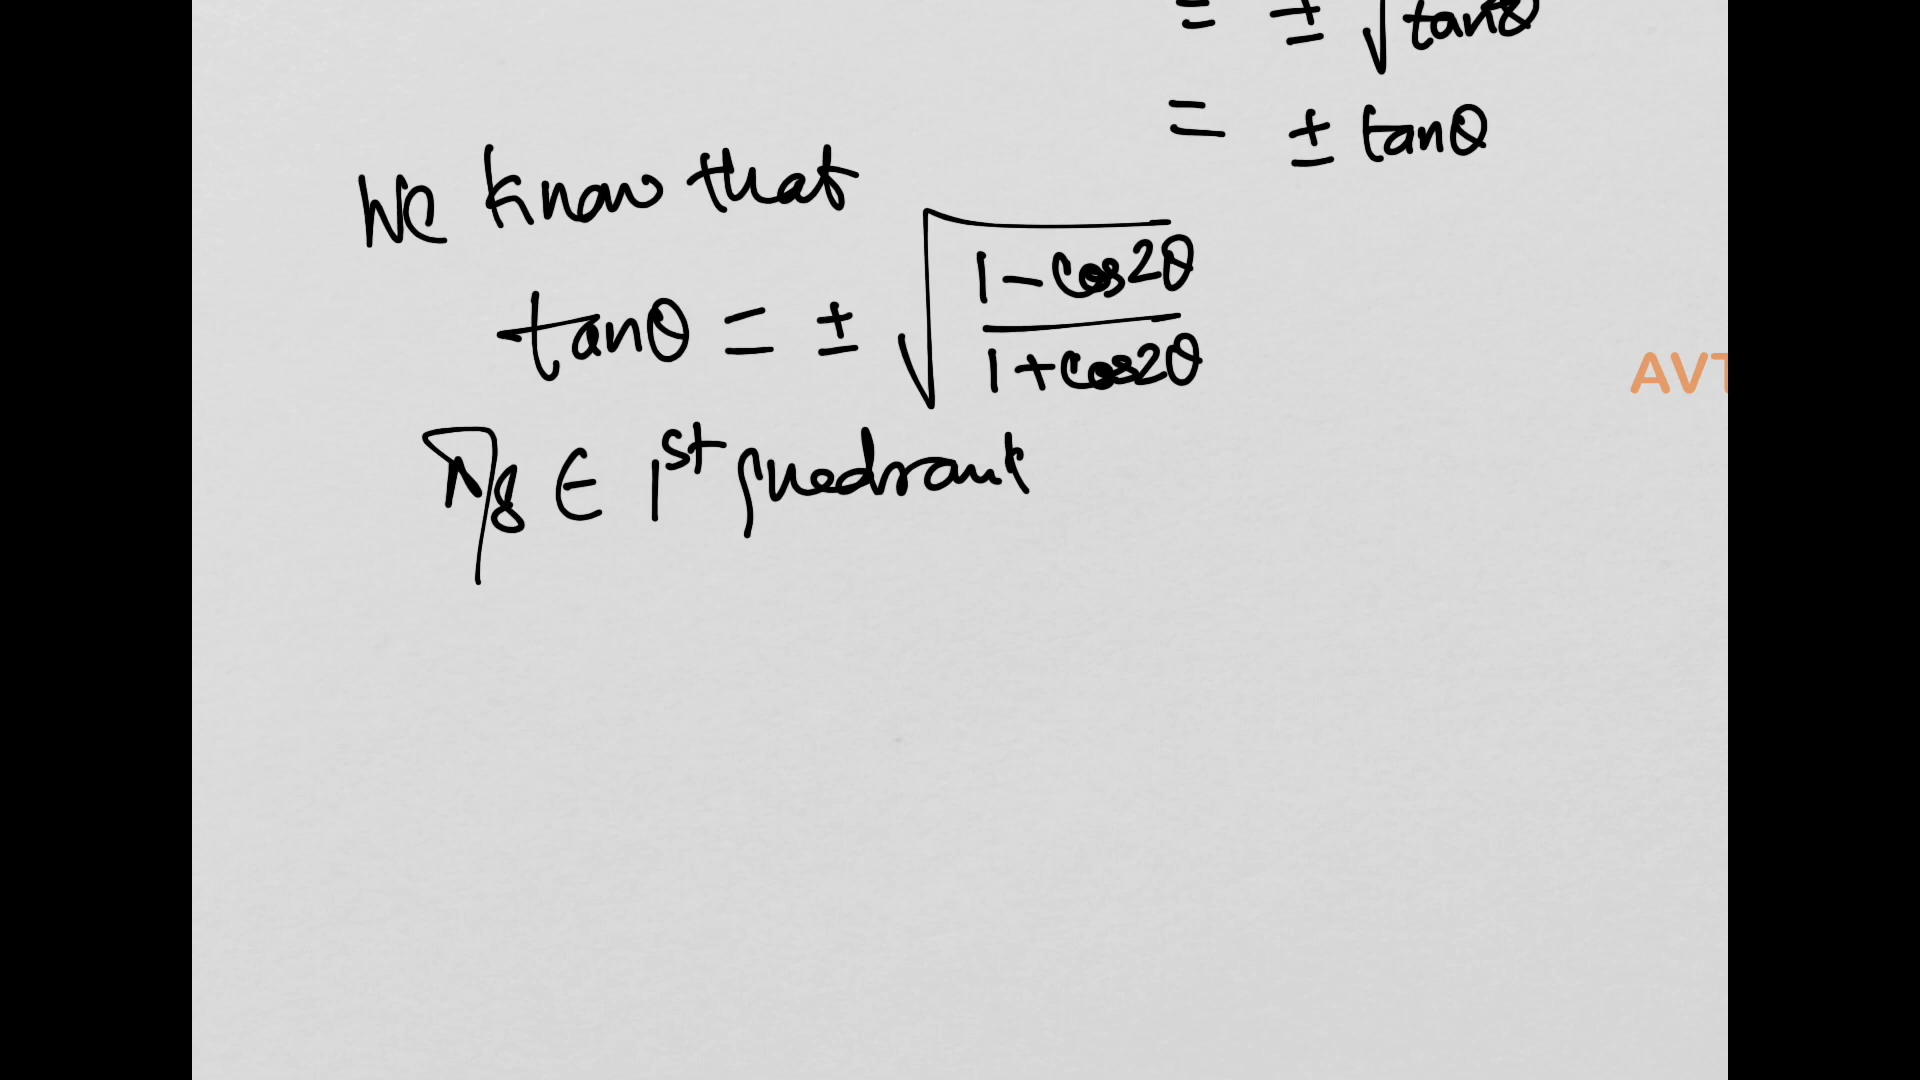 = ± √tanθ
= ± tanθ
We know that
tanθ = ± √(1-cos2θ / 1+cos2θ)
π/8 ∈ 1st quadrant
AVT